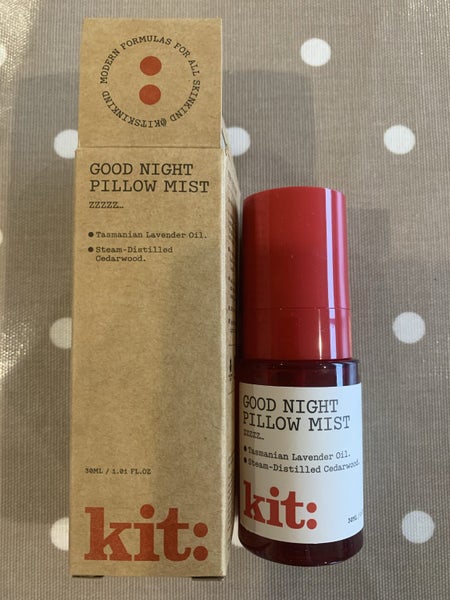 MODERN FORMULAS FOR ALL SKINKIND @KITSKINKIND
GOOD NIGHT
PILLOW MIST
ZZZZZ…
● Tasmanian Lavender Oil.
● Steam-Distilled
Cedarwood.
30ML / 1.01 FL.OZ
kit:
GOOD NIGHT
PILLOW MIST
ZZZZZ…
● Tasmanian Lavender Oil.
● Steam-Distilled Cedarwood.
kit:
30ML /